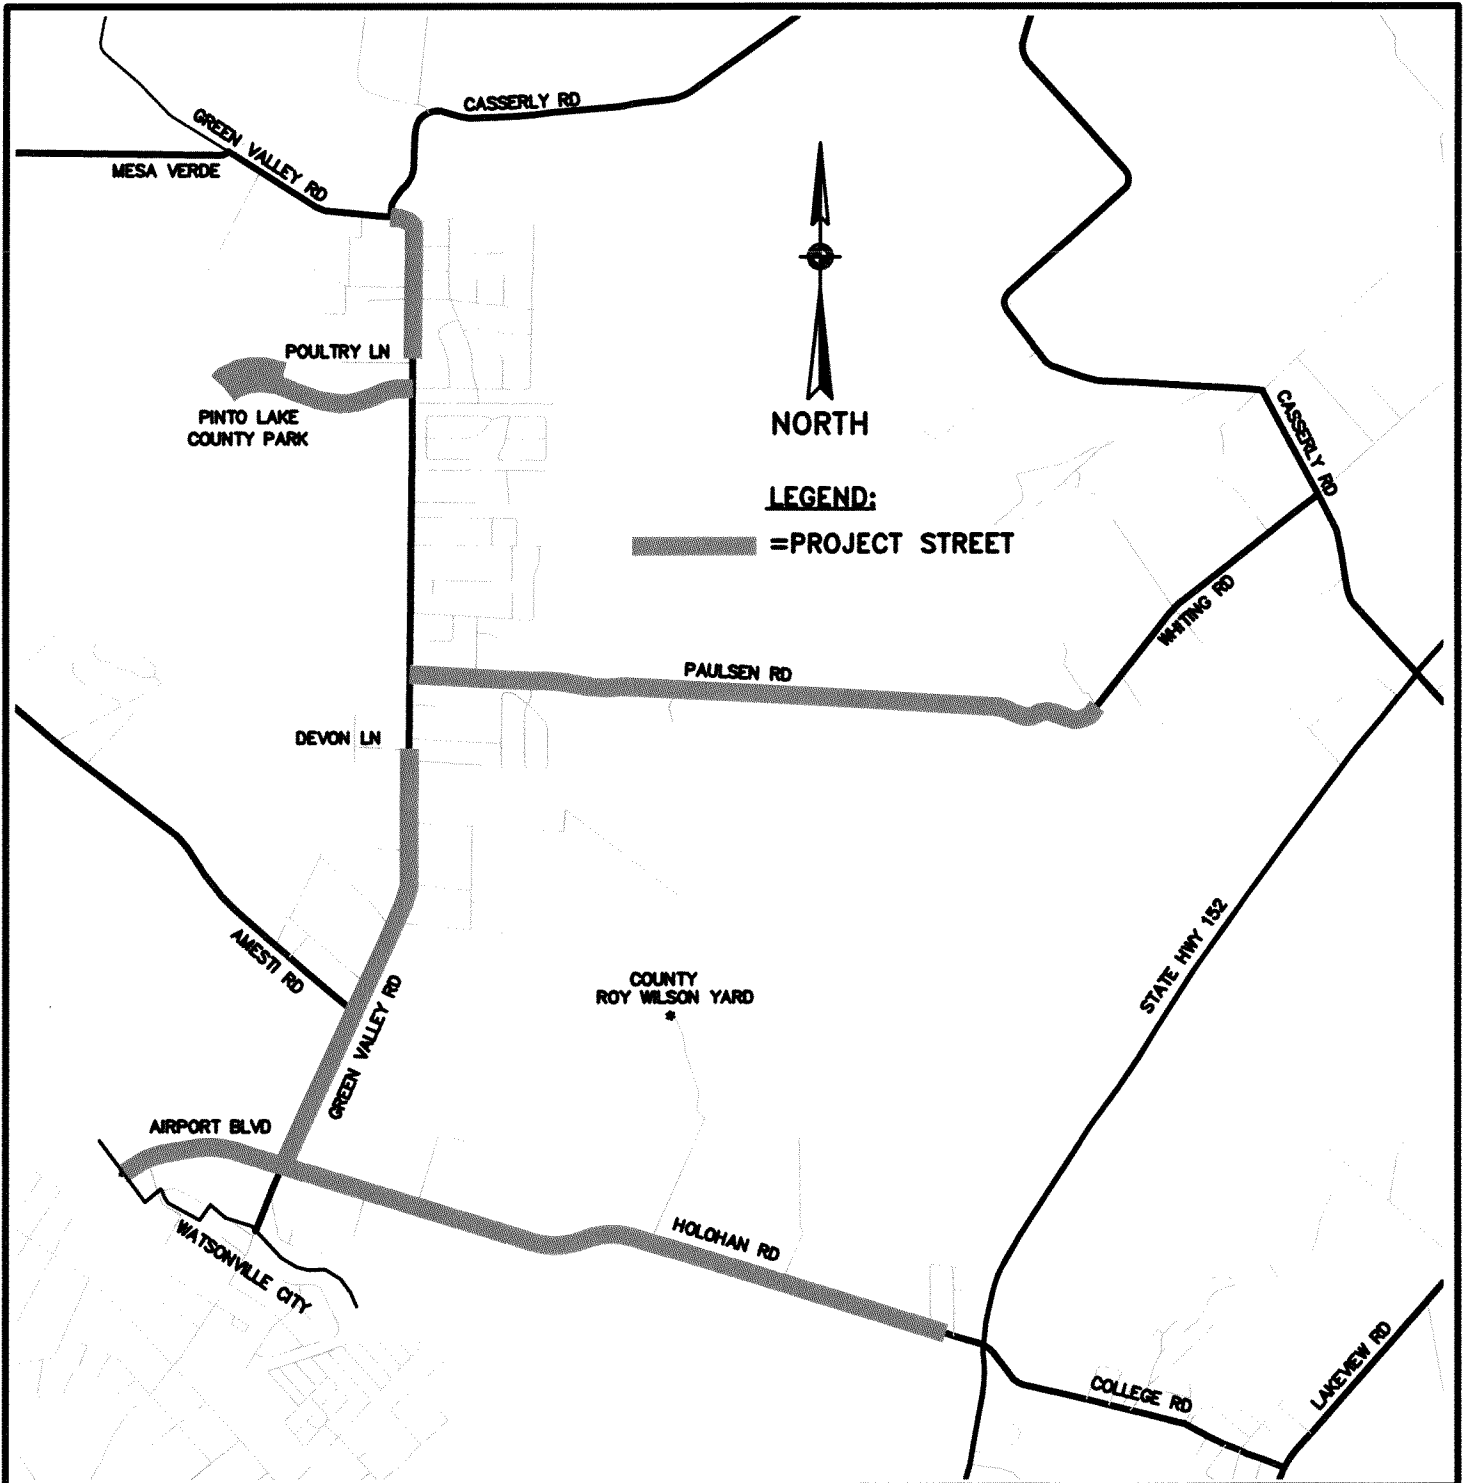 CASSERLY RD
GREEN VALLEY RD
MESA VERDE
POULTRY LN
PINTO LAKE
COUNTY PARK
NORTH
LEGEND:
=PROJECT STREET
CASSERLY RD
WHITING RD
PAULSEN RD
DEVON LN
STATE HWY 152
AMESTI RD
COUNTY
ROY WILSON YARD
*
GREEN VALLEY RD
AIRPORT BLVD
WATSONVILLE CITY
HOLOHAN RD
COLLEGE RD
LAKEVIEW RD